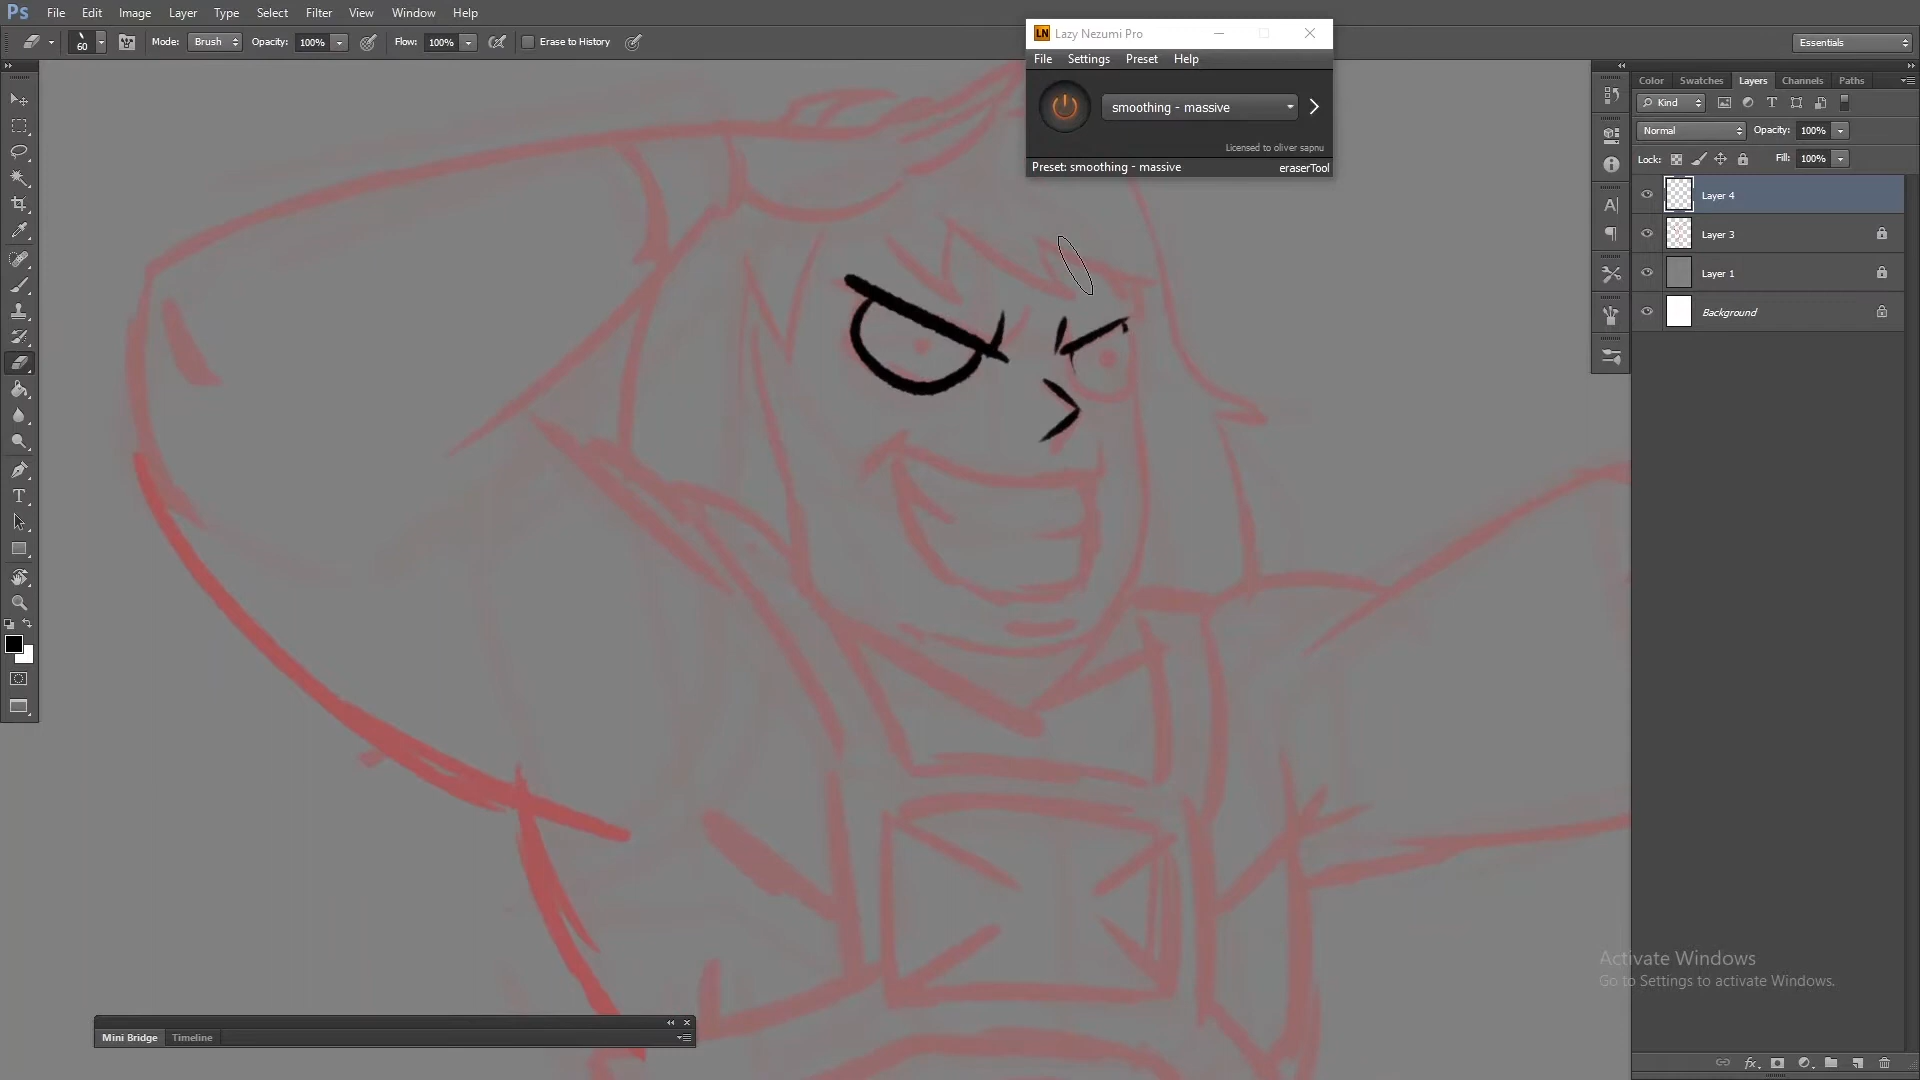 Ps File Edit Image Layer Type Select Filter View Window Help
60 Mode: Brush Opacity: 100% Flow: 100% Erase to History Essentials
LN Lazy Nezumi Pro
File Settings Preset Help
smoothing - massive
Licensed to oliver sapnu
Preset: smoothing - massive eraserTool
Color Swatches Layers Channels Paths
Kind
Normal Opacity: 100%
Lock: Fill: 100%
Layer 4
Layer 3
Layer 1
Background
Activate Windows
Go to Settings to activate Windows.
Mini Bridge Timeline